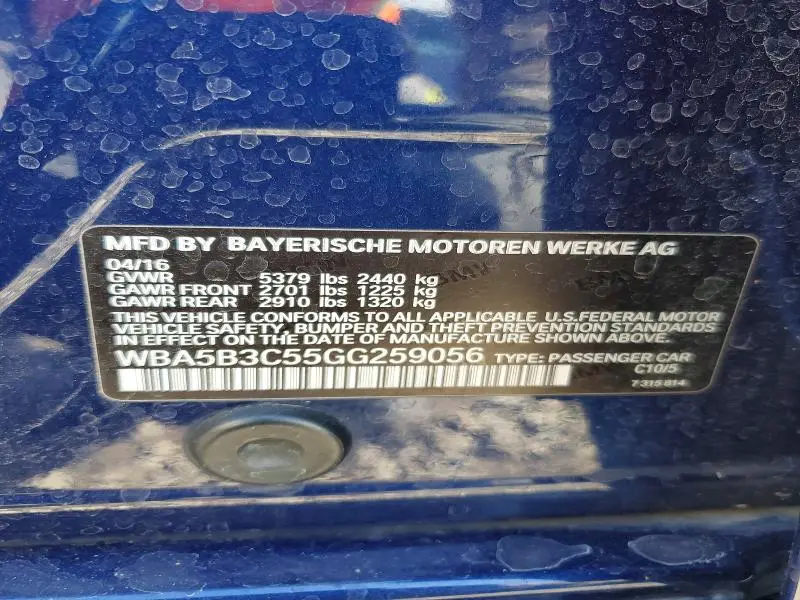 MFD BY BAYERISCHE MOTOREN WERKE AG
04/16
GVWR 5379 lbs 2440 kg
GAWR FRONT 2701 lbs 1225 kg
GAWR REAR 2910 lbs 1320 kg
THIS VEHICLE CONFORMS TO ALL APPLICABLE U.S.FEDERAL MOTOR
VEHICLE SAFETY, BUMPER AND THEFT PREVENTION STANDARDS
IN EFFECT ON THE DATE OF MANUFACTURE SHOWN ABOVE.
WBA5B3C55GG259056 TYPE: PASSENGER CAR
C10/5
7 315 814